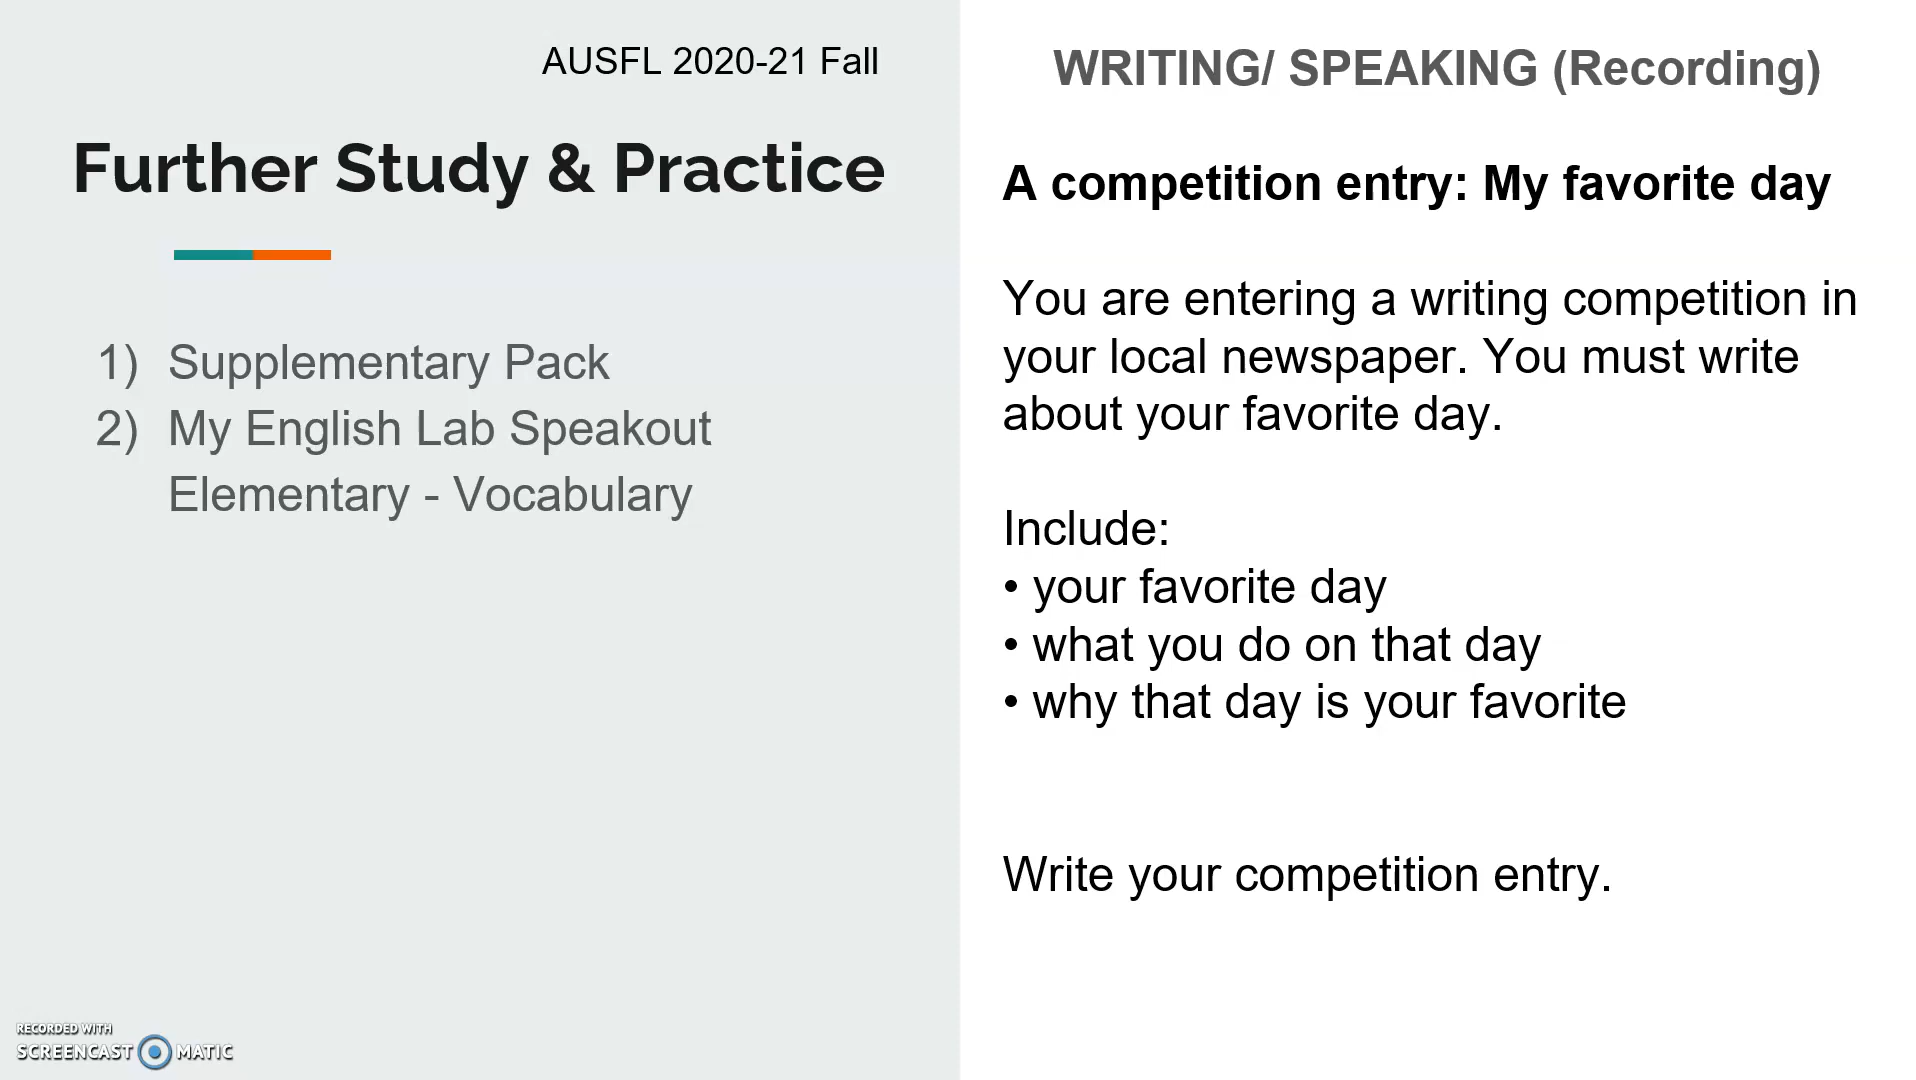 AUSFL 2020-21 Fall
Further Study & Practice
1) Supplementary Pack
2) My English Lab Speakout
Elementary - Vocabulary
WRITING/ SPEAKING (Recording)
A competition entry: My favorite day
You are entering a writing competition in
your local newspaper. You must write
about your favorite day.
Include:
• your favorite day
• what you do on that day
• why that day is your favorite
Write your competition entry.
RECORDED WITH
SCREENCAST MATIC